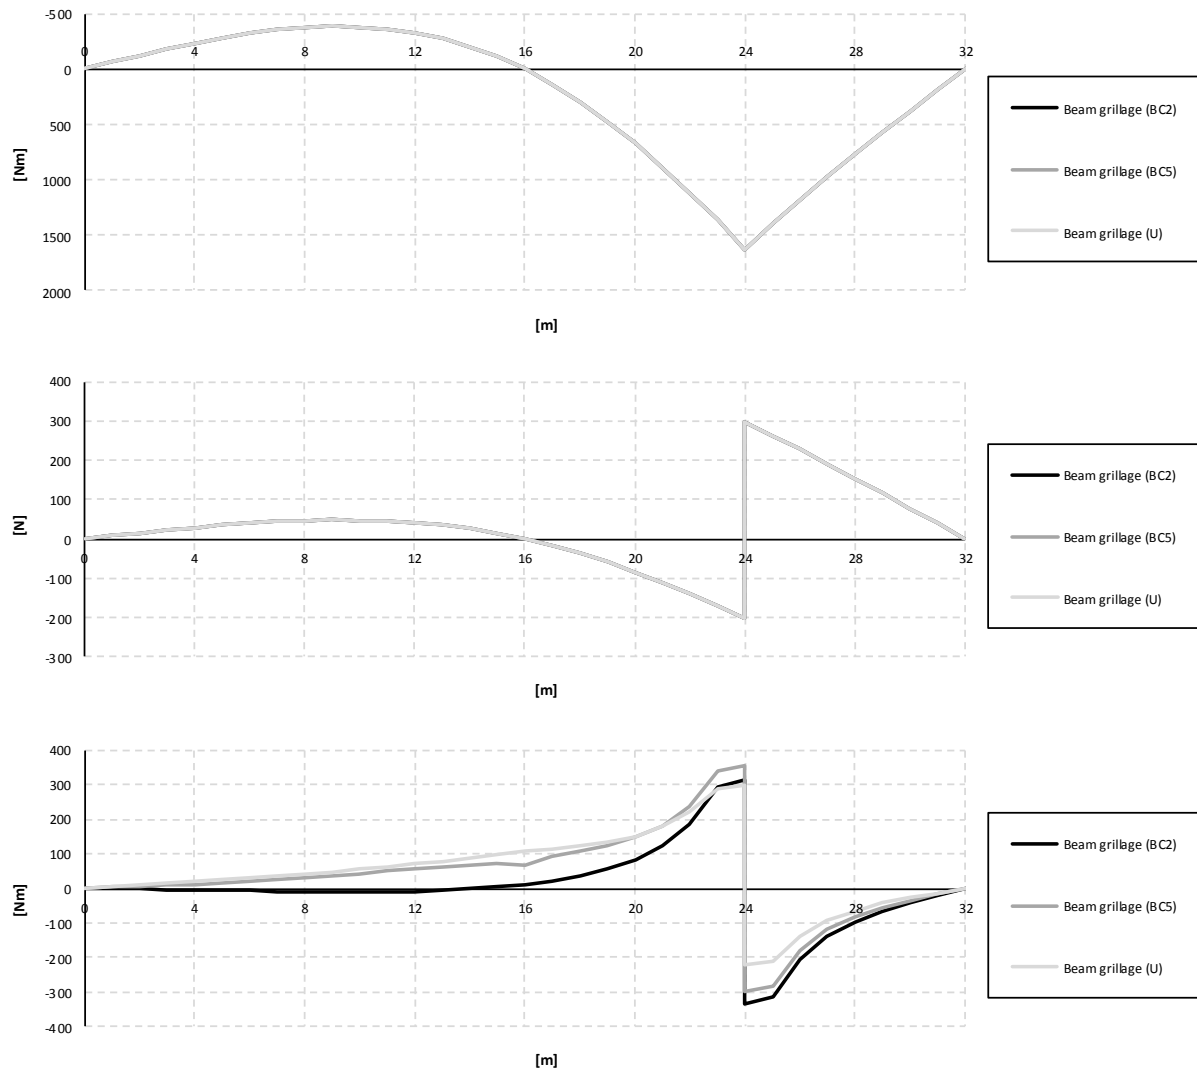 -500
0 4 8 12 16 20 24 28 32
0
500
1000
1500
2000
[Nm]
[m]
Beam grillage (BC2)
Beam grillage (BC5)
Beam grillage (U)
400
300
200
100
0
0 4 8 12 16 20 24 28 32
-100
-200
-300
[N]
[m]
Beam grillage (BC2)
Beam grillage (BC5)
Beam grillage (U)
400
300
200
100
0
0 4 8 12 16 20 24 28 32
-100
-200
-300
-400
[Nm]
[m]
Beam grillage (BC2)
Beam grillage (BC5)
Beam grillage (U)